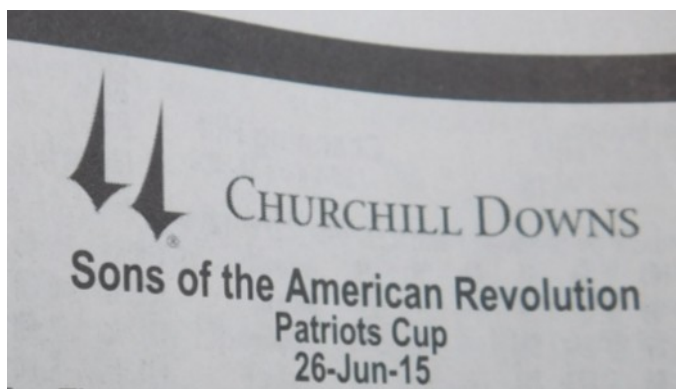 CHURCHILL DOWNS
®
Sons of the American Revolution
Patriots Cup
26-Jun-15